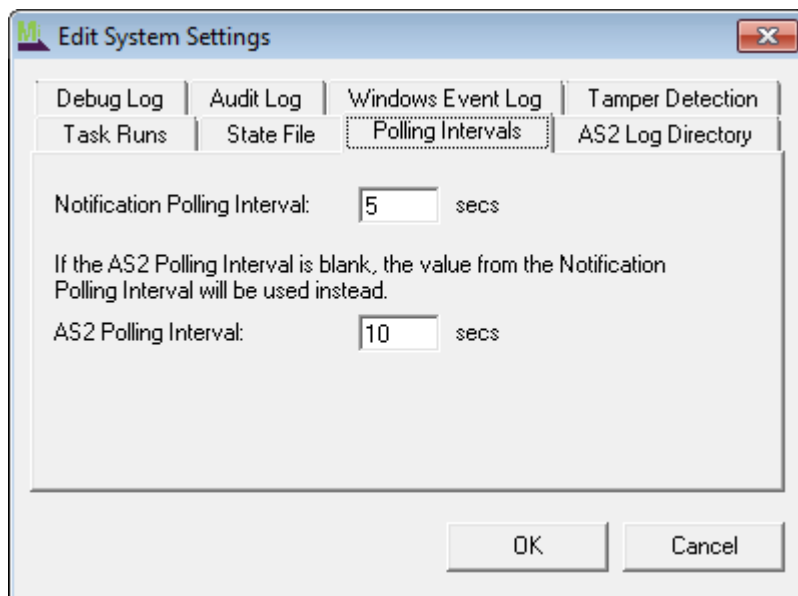 Edit System Settings
Debug Log Audit Log Windows Event Log Tamper Detection
Task Runs State File Polling Intervals AS2 Log Directory
Notification Polling Interval: 5 secs
If the AS2 Polling Interval is blank, the value from the Notification
Polling Interval will be used instead.
AS2 Polling Interval: 10 secs
OK Cancel